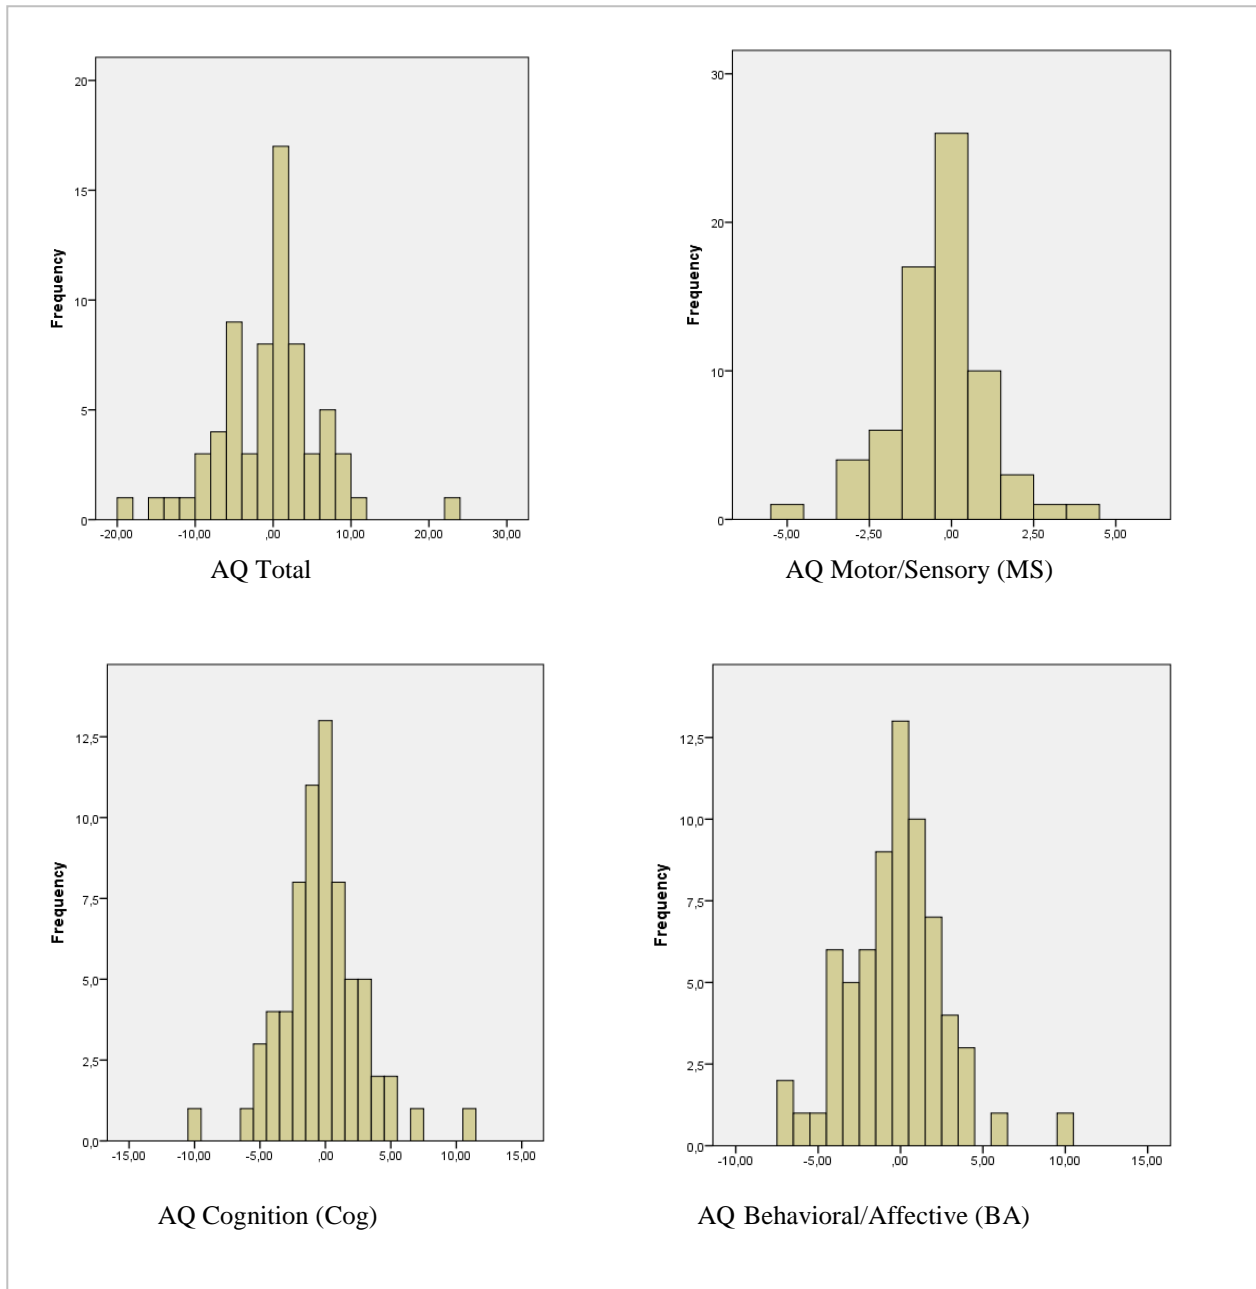 20
15
10
5
0
Frequency
-20,00 -10,00 ,00 10,00 20,00 30,00
AQ Total
30
20
10
0
Frequency
-5,00 -2,50 ,00 2,50 5,00
AQ Motor/Sensory (MS)
12,5
10,0
7,5
5,0
2,5
0,0
Frequency
-15,00 -10,00 -5,00 ,00 5,00 10,00 15,00
AQ Cognition (Cog)
12,5
10,0
7,5
5,0
2,5
0,0
Frequency
-10,00 -5,00 ,00 5,00 10,00 15,00
AQ Behavioral/Affective (BA)